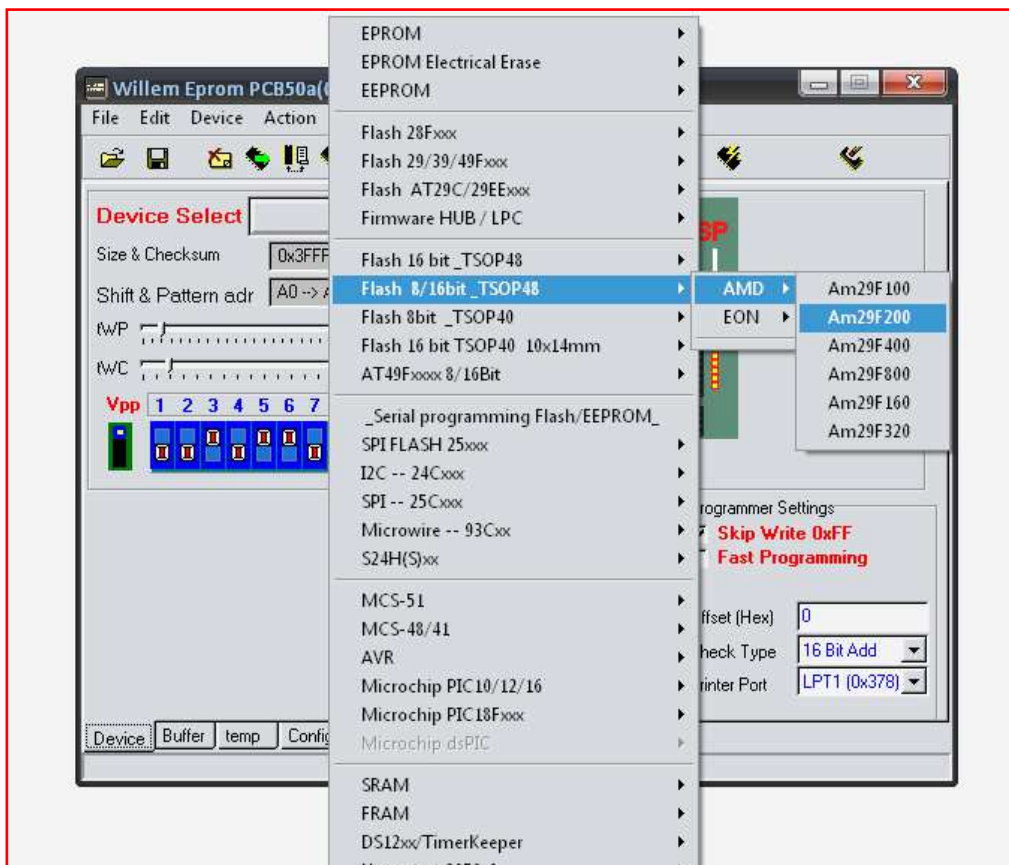 Willem Eprom PCB50a(
File Edit Device Action
Device Select
Size & Checksum 0x3FFF
Shift & Pattern adr A0 -->
tWP
tWC
Vpp 1 2 3 4 5 6 7
EPROM
EPROM Electrical Erase
EEPROM
Flash 28Fxxx
Flash 29/39/49Fxxx
Flash AT29C/29EExxx
Firmware HUB / LPC
Flash 16 bit _TSOP48
Flash 8/16bit _TSOP48
Flash 8bit _TSOP40
Flash 16 bit TSOP40 10x14mm
AT49Fxxxx 8/16Bit
_Serial programming Flash/EEPROM_
SPI FLASH 25xxx
I2C -- 24Cxxx
SPI -- 25Cxxx
Microwire -- 93Cxx
S24H(S)xx
MCS-51
MCS-48/41
AVR
Microchip PIC10/12/16
Microchip PIC18Fxxx
Microchip dsPIC
SRAM
FRAM
DS12xx/TimerKeeper
AMD
EON
Am29F100
Am29F200
Am29F400
Am29F800
Am29F160
Am29F320
SP
rogrammer Settings
Skip Write 0xFF
Fast Programming
ffset (Hex) 0
heck Type 16 Bit Add
rinter Port LPT1 (0x378)
Device Buffer temp Config